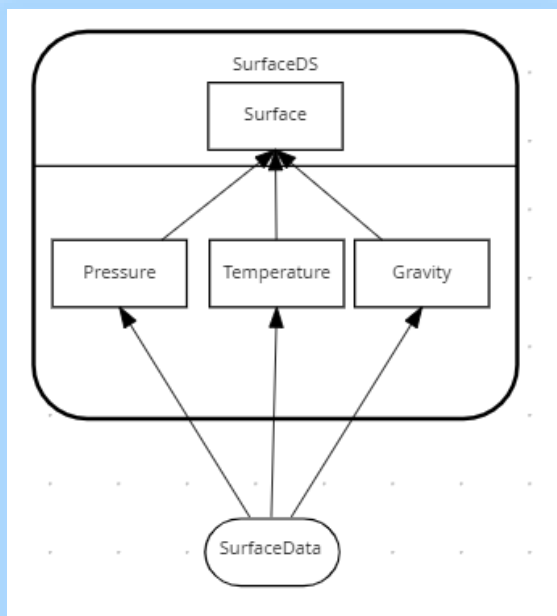 SurfaceDS
Surface
Pressure
Temperature
Gravity
SurfaceData